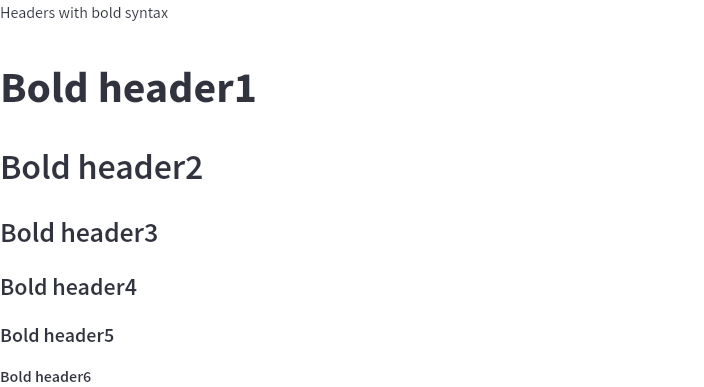 Headers with bold syntax
Bold header1
Bold header2
Bold header3
Bold header4
Bold header5
Bold header6